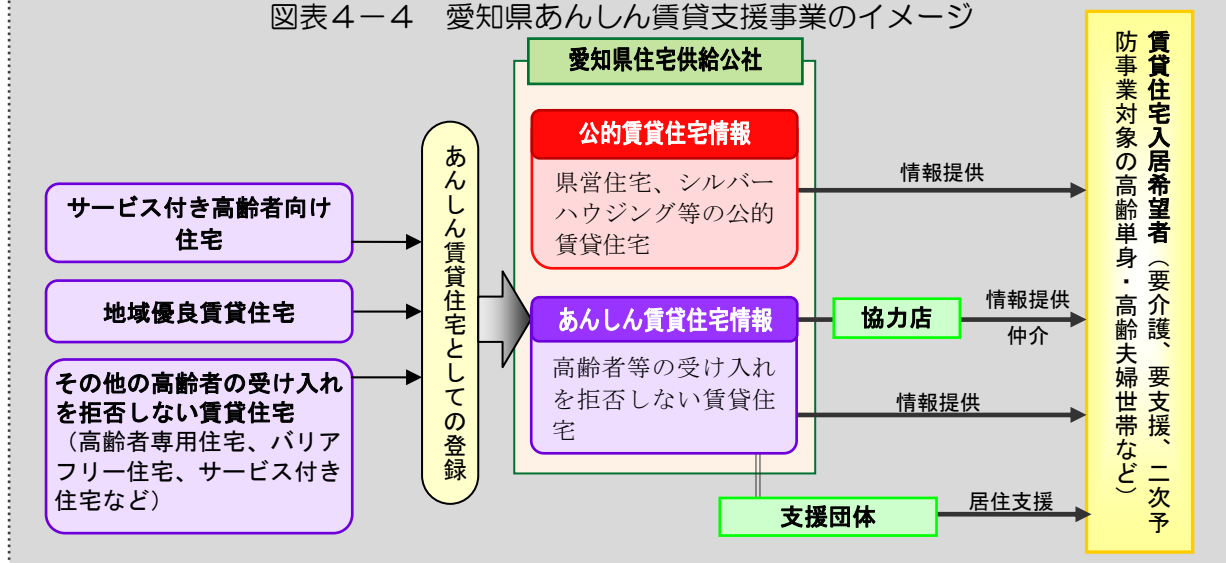 図表4-4 愛知県あんしん賃貸支援事業のイメージ
サービス付き高齢者向け
住宅
地域優良賃貸住宅
その他の高齢者の受け入れ
を拒否しない賃貸住宅
(高齢者専用住宅、バリア
フリー住宅、サービス付き
住宅など)
あんしん賃貸住宅としての登録
愛知県住宅供給公社
公的賃貸住宅情報
県営住宅、シルバー
ハウジング等の公的
賃貸住宅
あんしん賃貸住宅情報
高齢者等の受け入れ
を拒否しない賃貸住
宅
情報提供
協力店
情報提供
仲介
情報提供
支援団体
居住支援
賃貸住宅入居希望者(要介護、要支援、二次予
防事業対象の高齢単身・高齢夫婦世帯など)